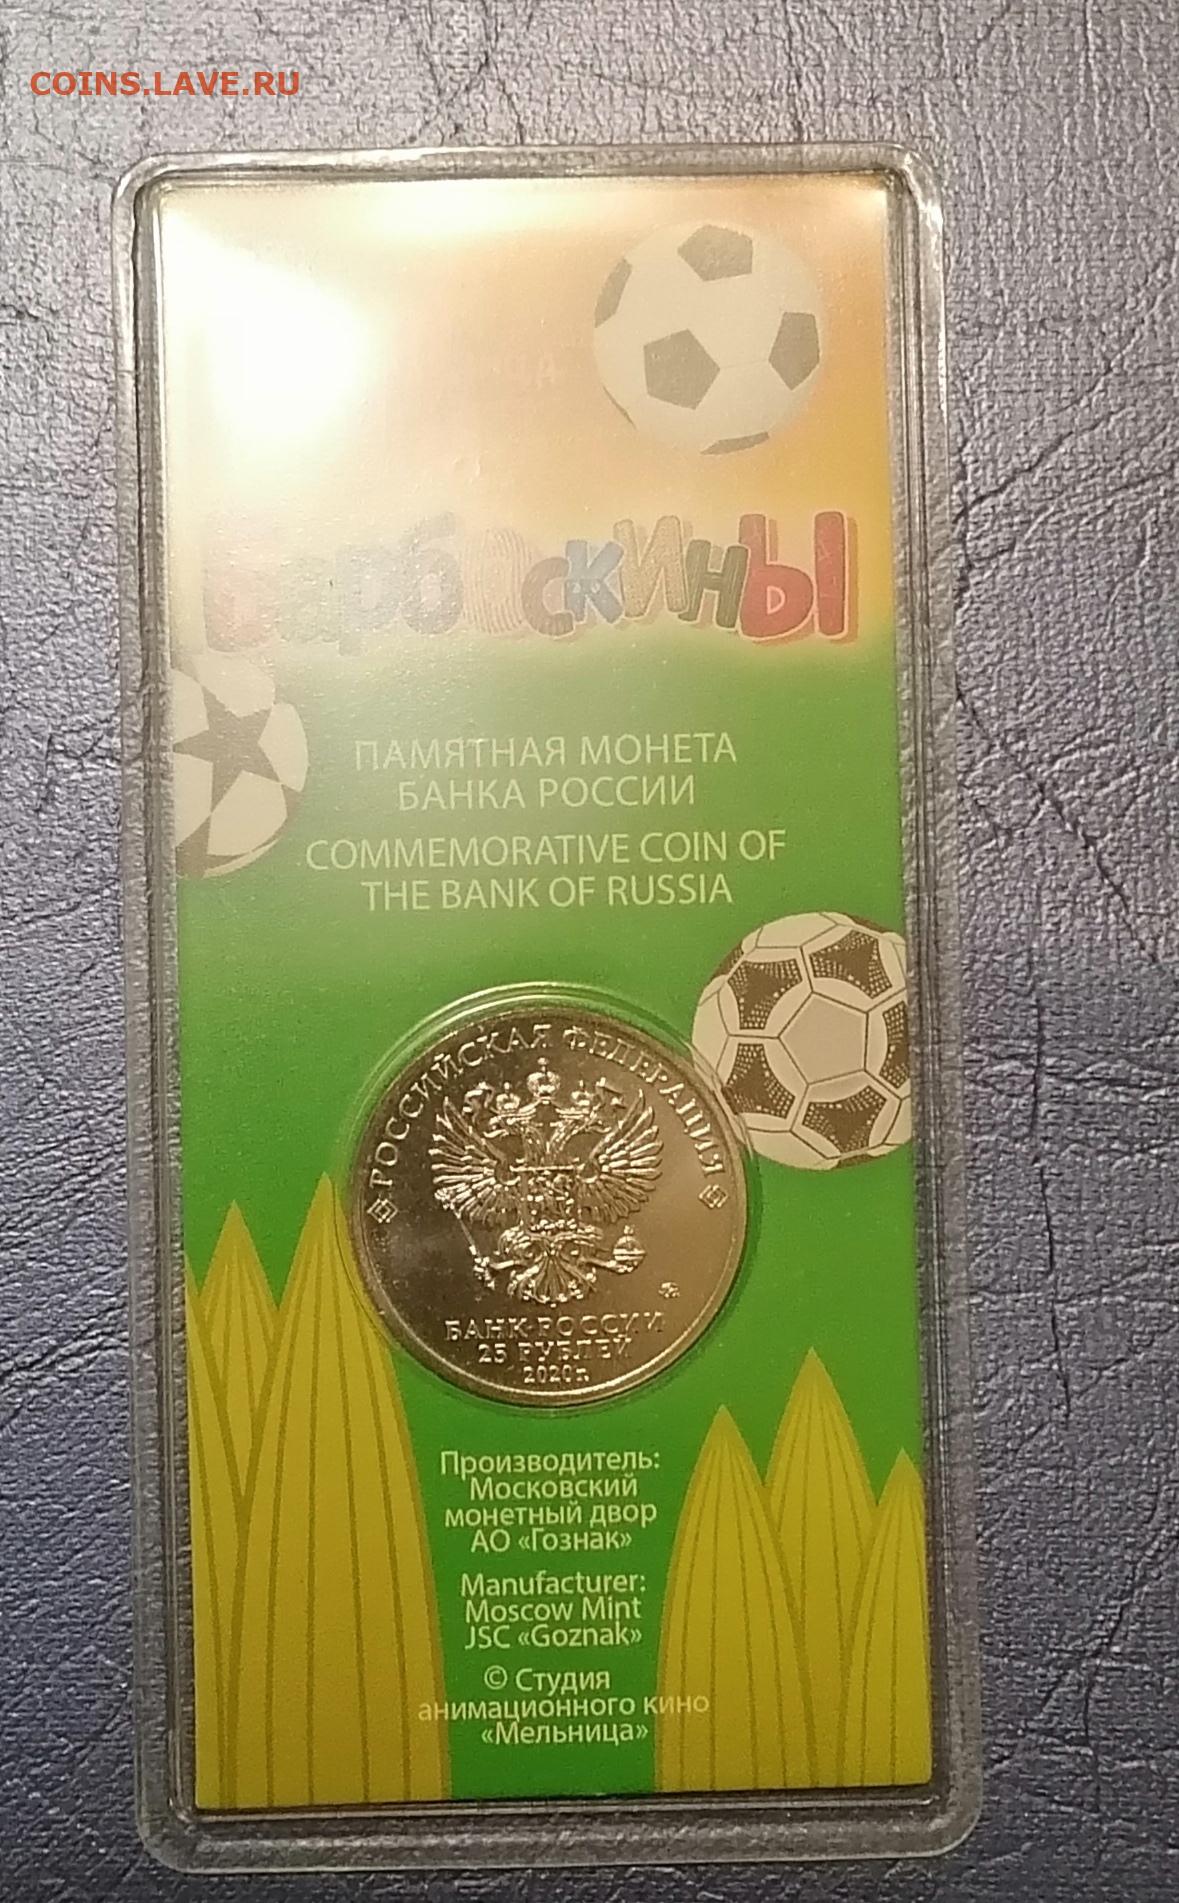 COINS.LAVE.RU
Барбоскины
ПАМЯТНАЯ МОНЕТА
БАНКА РОССИИ
COMMEMORATIVE COIN OF
THE BANK OF RUSSIA
РОССИЙСКАЯ ФЕДЕРАЦИЯ
БАНК РОССИИ
25 РУБЛЕЙ
2020 г.
Производитель:
Московский
монетный двор
АО «Гознак»
Manufacturer:
Moscow Mint
JSC «Goznak»
© Студия
анимационного кино
«Мельница»